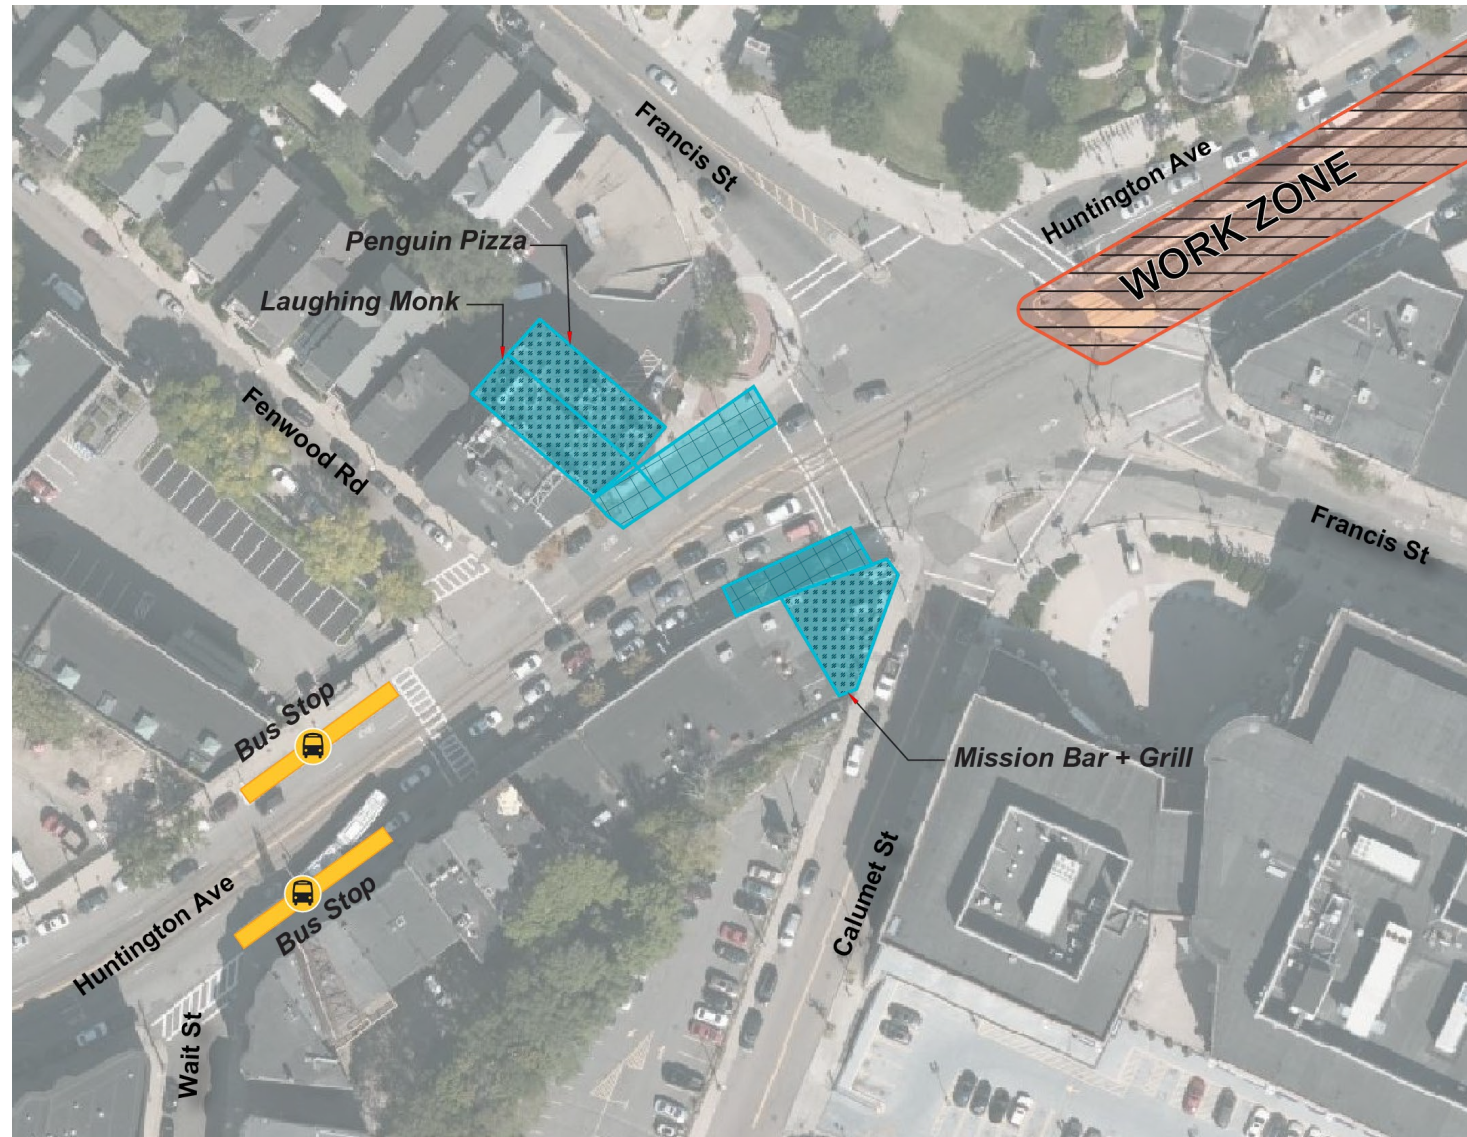 Francis St
Huntington Ave
WORK ZONE
Penguin Pizza
Laughing Monk
Fenwood Rd
Francis St
Bus Stop
Mission Bar + Grill
Bus Stop
Huntington Ave
Calumet St
Wait St